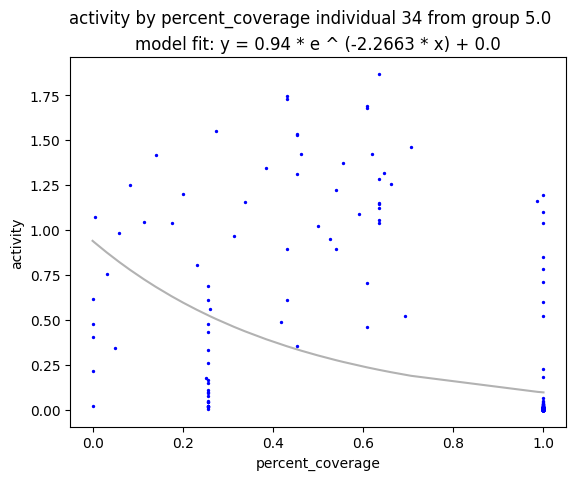 activity by percent_coverage individual 34 from group 5.0
model fit: y = 0.94 * e ^ (-2.2663 * x) + 0.0
1.75
1.50
1.25
1.00
0.75
0.50
0.25
0.00
activity
0.0 0.2 0.4 0.6 0.8 1.0
percent_coverage